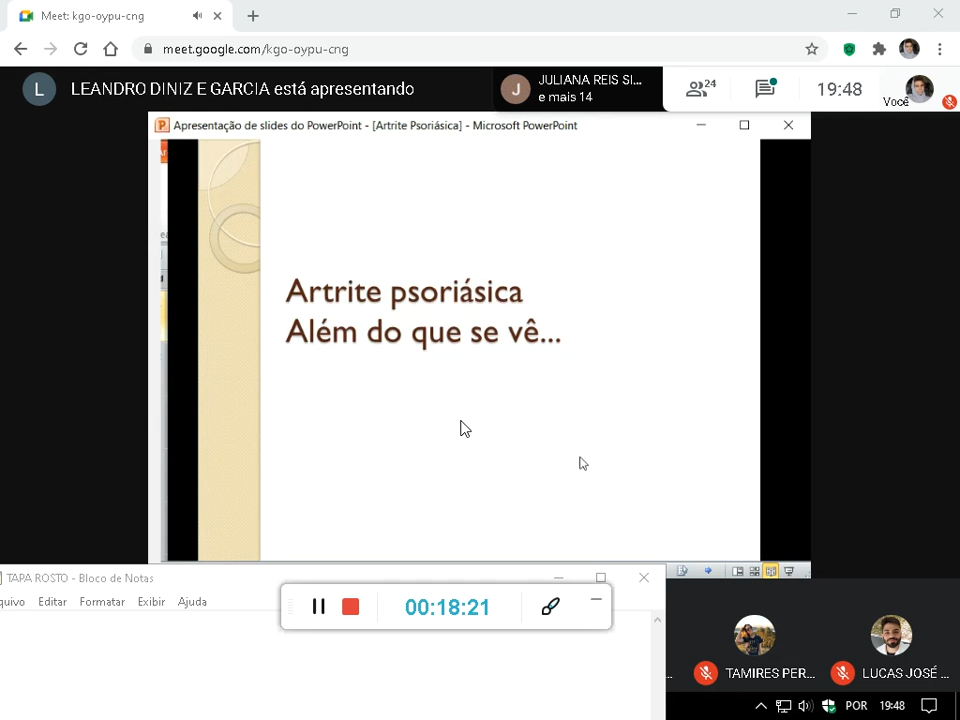 Meet: kgo-oypu-cng
meet.google.com/kgo-oypu-cng
L
LEANDRO DINIZ E GARCIA está apresentando
J
JULIANA REIS SI...
e mais 14
24
19:48
Você
Apresentação de slides do PowerPoint - [Artrite Psoriásica] - Microsoft PowerPoint
Artrite psoriásica
Além do que se vê...
TAPA ROSTO - Bloco de Notas
quivo Editar Formatar Exibir Ajuda
00:18:21
... TAMIRES PER... LUCAS JOSÉ ...
POR 19:48